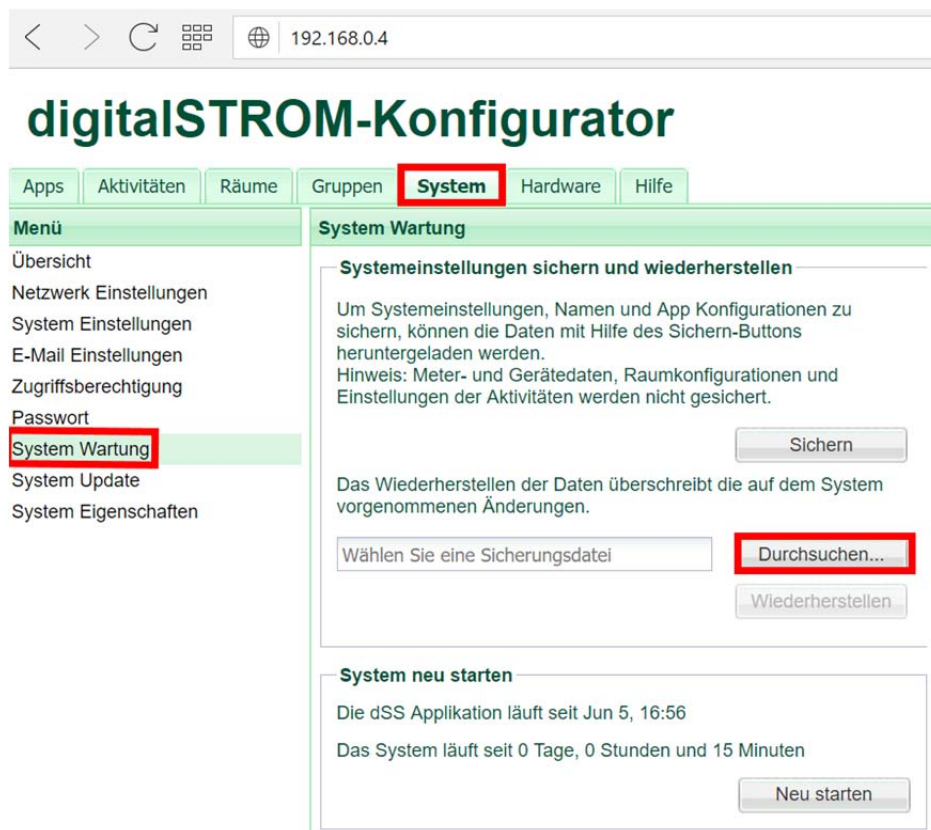 192.168.0.4
digitalSTROM-Konfigurator
Apps Aktivitäten Räume Gruppen System Hardware Hilfe
Menü
Übersicht
Netzwerk Einstellungen
System Einstellungen
E-Mail Einstellungen
Zugriffsberechtigung
Passwort
System Wartung
System Update
System Eigenschaften
System Wartung
Systemeinstellungen sichern und wiederherstellen
Um Systemeinstellungen, Namen und App Konfigurationen zu
sichern, können die Daten mit Hilfe des Sichern-Buttons
heruntergeladen werden.
Hinweis: Meter- und Gerätedaten, Raumkonfigurationen und
Einstellungen der Aktivitäten werden nicht gesichert.
Sichern
Das Wiederherstellen der Daten überschreibt die auf dem System
vorgenommenen Änderungen.
Wählen Sie eine Sicherungsdatei
Durchsuchen...
Wiederherstellen
System neu starten
Die dSS Applikation läuft seit Jun 5, 16:56
Das System läuft seit 0 Tage, 0 Stunden und 15 Minuten
Neu starten